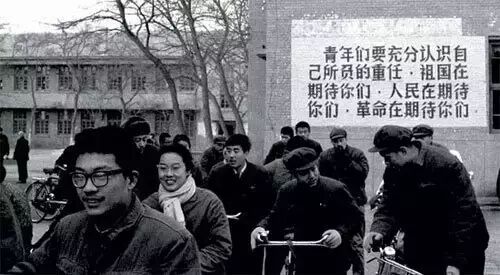 青年们要充分认识自
己所负的重任·祖国在
期待你们·人民在期待
你们·革命在期待你们